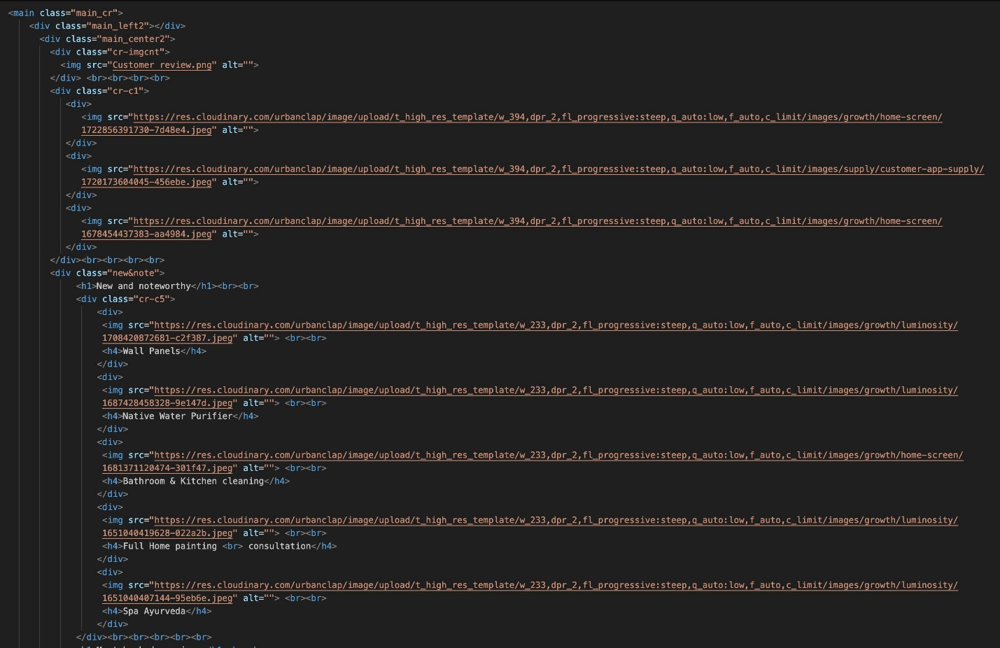 <main class="main_cr">
<div class="main_left2"></div>
<div class="main_center2">
<div class="cr-imgcnt">
<img src="Customer review.png" alt="">
</div> <br><br><br><br>
<div class="cr-c1">
<div>
<img src="https://res.cloudinary.com/urbanclap/image/upload/t_high_res_template/w_394,dpr_2,fl_progressive:steep,q_auto:low,f_auto,c_limit/images/growth/home-screen/
1722856391730-7d48e4.jpeg" alt="">
</div>
<div>
<img src="https://res.cloudinary.com/urbanclap/image/upload/t_high_res_template/w_394,dpr_2,fl_progressive:steep,q_auto:low,f_auto,c_limit/images/supply/customer-app-supply/
1720173604045-456ebe.jpeg" alt="">
</div>
<div>
<img src="https://res.cloudinary.com/urbanclap/image/upload/t_high_res_template/w_394,dpr_2,fl_progressive:steep,q_auto:low,f_auto,c_limit/images/growth/home-screen/
1678454437383-aa4984.jpeg" alt="">
</div>
</div><br><br><br><br>
<div class="new&note">
<h1>New and noteworthy</h1><br><br>
<div class="cr-c5">
<div>
<img src="https://res.cloudinary.com/urbanclap/image/upload/t_high_res_template/w_233,dpr_2,fl_progressive:steep,q_auto:low,f_auto,c_limit/images/growth/luminosity/
1708420872681-c2f387.jpeg" alt=""> <br><br>
<h4>Wall Panels</h4>
</div>
<div>
<img src="https://res.cloudinary.com/urbanclap/image/upload/t_high_res_template/w_233,dpr_2,fl_progressive:steep,q_auto:low,f_auto,c_limit/images/growth/luminosity/
1687428458328-9e147d.jpeg" alt=""> <br><br>
<h4>Native Water Purifier</h4>
</div>
<div>
<img src="https://res.cloudinary.com/urbanclap/image/upload/t_high_res_template/w_233,dpr_2,fl_progressive:steep,q_auto:low,f_auto,c_limit/images/growth/home-screen/
1681371120474-301f47.jpeg" alt=""> <br><br>
<h4>Bathroom & Kitchen cleaning</h4>
</div>
<div>
<img src="https://res.cloudinary.com/urbanclap/image/upload/t_high_res_template/w_233,dpr_2,fl_progressive:steep,q_auto:low,f_auto,c_limit/images/growth/luminosity/
1651040419628-022a2b.jpeg" alt=""> <br><br>
<h4>Full Home painting <br> consultation</h4>
</div>
<div>
<img src="https://res.cloudinary.com/urbanclap/image/upload/t_high_res_template/w_233,dpr_2,fl_progressive:steep,q_auto:low,f_auto,c_limit/images/growth/luminosity/
1651040407144-95eb6e.jpeg" alt=""> <br><br>
<h4>Spa Ayurveda</h4>
</div>
</div><br><br><br><br><br>